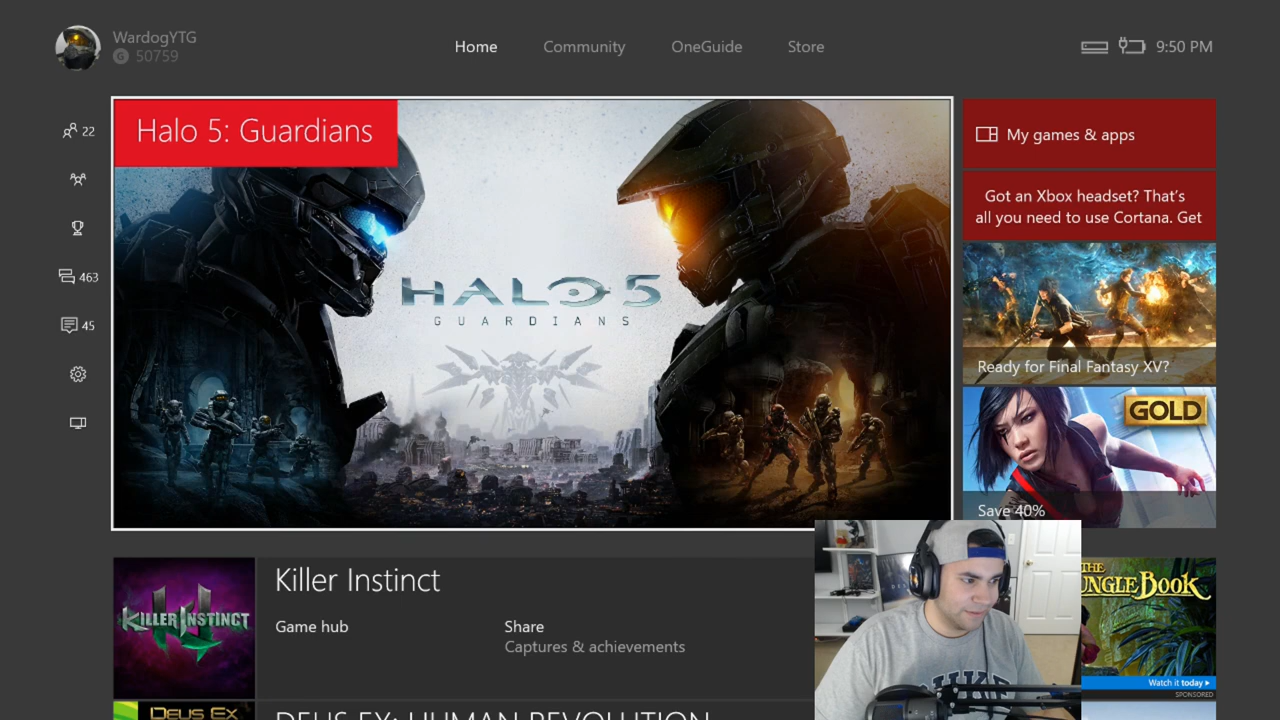 WardogYTG
G 50759
Home
Community
OneGuide
Store
9:50 PM
22
463
45
Halo 5: Guardians
HALO 5
GUARDIANS
My games & apps
Got an Xbox headset? That's
all you need to use Cortana. Get
Ready for Final Fantasy XV?
GOLD
Save 40%
KILLER INSTINCT
Killer Instinct
Game hub
Share
Captures & achievements
THE
JUNGLE BOOK
Watch it today
SPONSORED
DEUS EX
DEUS EX: HUMAN REVOLUTION
DUKE